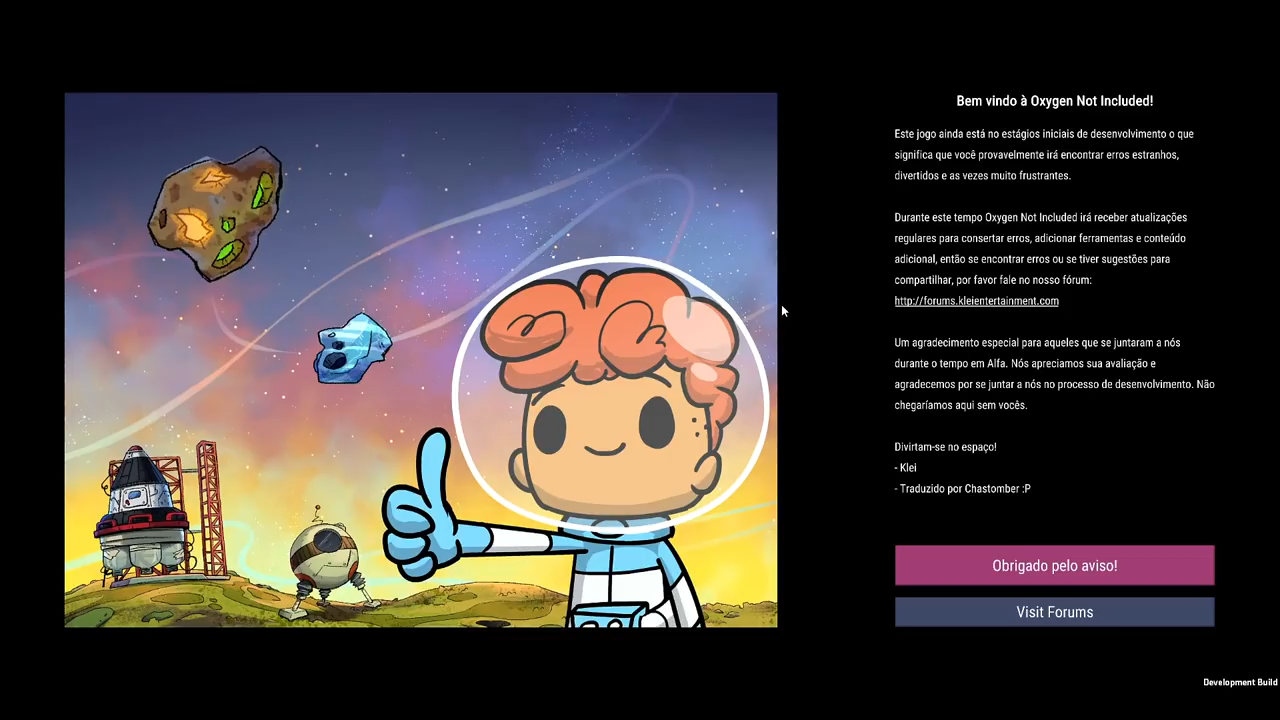 Bem vindo à Oxygen Not Included!
Este jogo ainda está no estágios iniciais de desenvolvimento o que
significa que você provavelmente irá encontrar erros estranhos,
divertidos e as vezes muito frustrantes.
Durante este tempo Oxygen Not Included irá receber atualizações
regulares para consertar erros, adicionar ferramentas e conteúdo
adicional, então se encontrar erros ou se tiver sugestões para
compartilhar, por favor fale no nosso fórum:
http://forums.kleientertainment.com
Um agradecimento especial para aqueles que se juntaram a nós
durante o tempo em Alfa. Nós apreciamos sua avaliação e
agradecemos por se juntar a nós no processo de desenvolvimento. Não
chegaríamos aqui sem vocês.
Divirtam-se no espaço!
- Klei
- Traduzido por Chastomber :P
Obrigado pelo aviso!
Visit Forums
Development Build